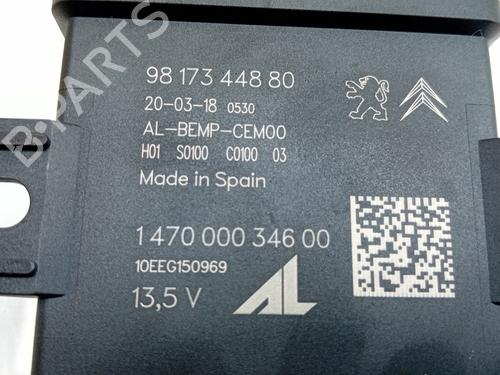 98 173 448 80
20-03-18 0530
AL-BEMP-CEM00
H01 S0100 C0100 03
Made in Spain
1 470 000 346 00
10EEG150969
13,5 V
AL
B-PARTS